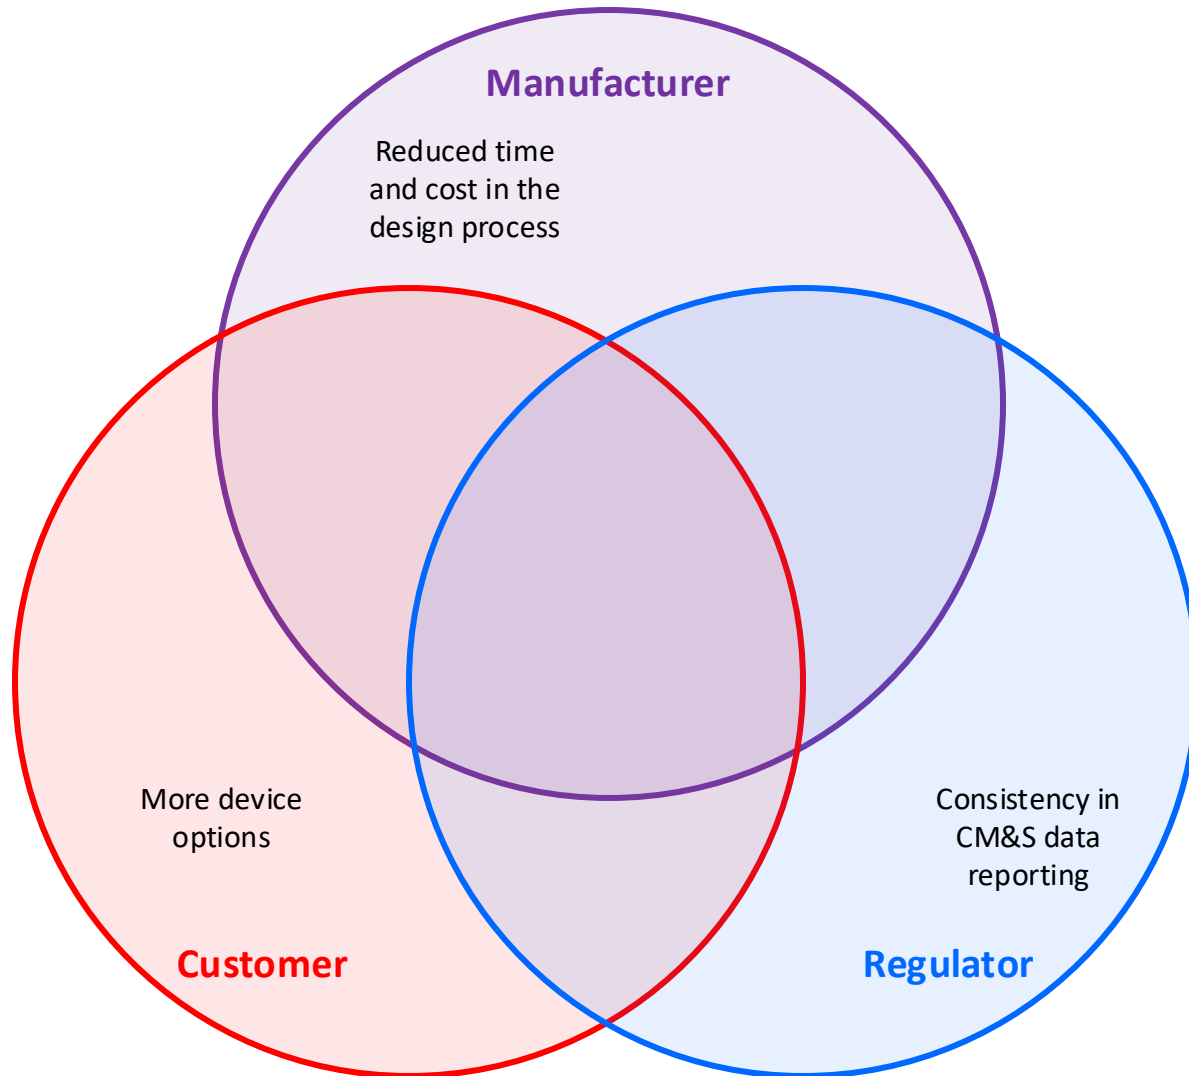 Manufacturer
Reduced time
and cost in the
design process
More device
options
Customer
Consistency in
CM&S data
reporting
Regulator